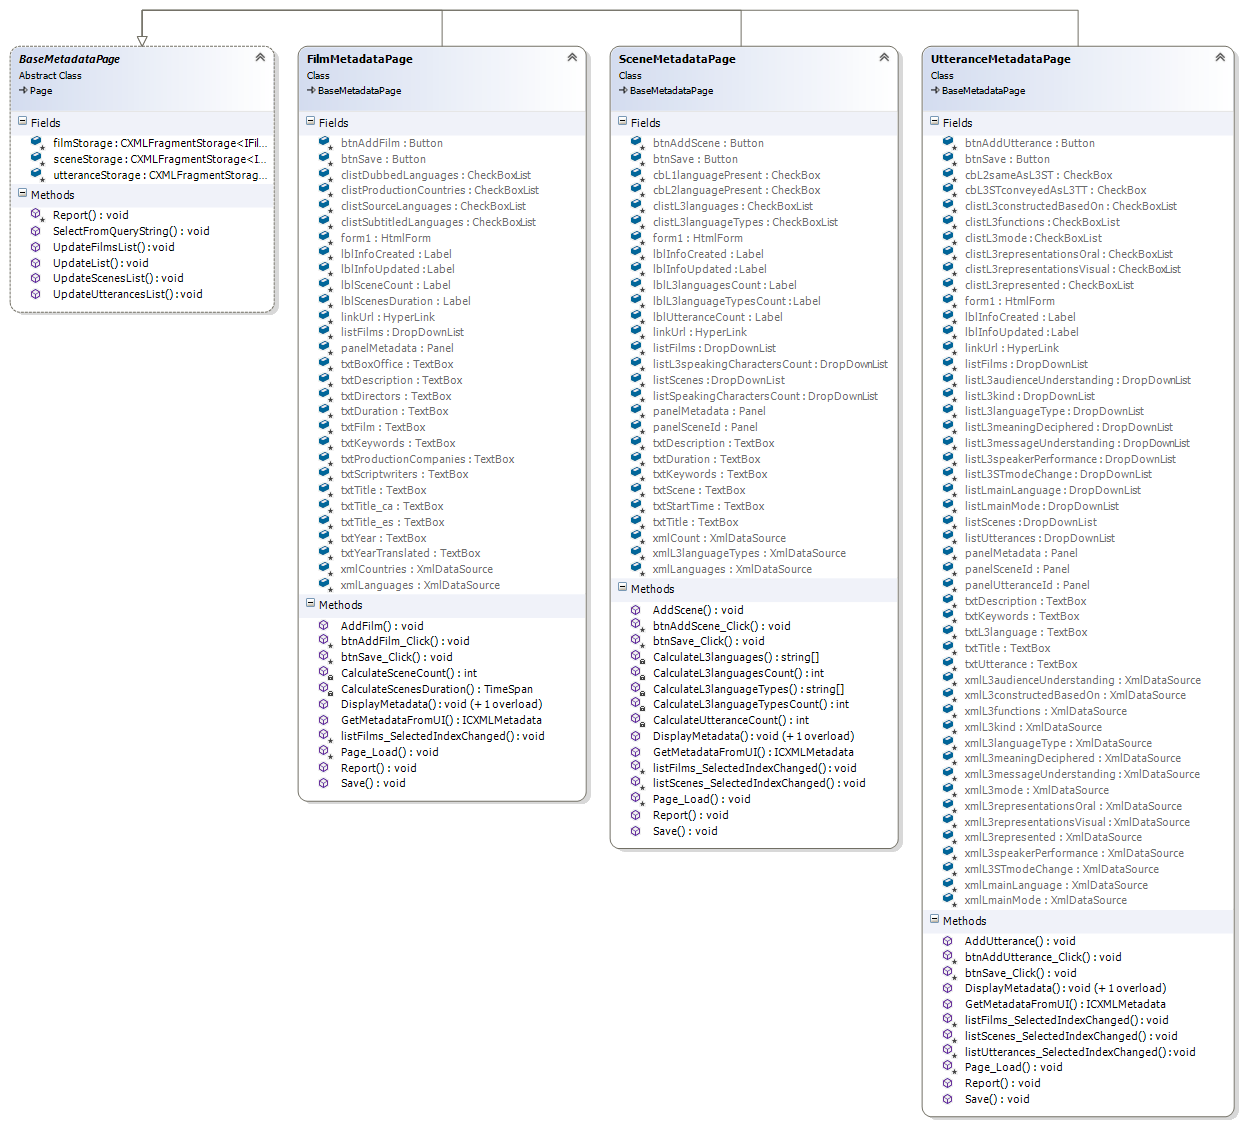 BaseMetadataPage
Abstract Class
Page
Fields
filmStorage : CXMLFragmentStorage<IFil...
sceneStorage : CXMLFragmentStorage<I...
utteranceStorage : CXMLFragmentStorag...
Methods
Report() : void
SelectFromQueryString() : void
UpdateFilmsList() : void
UpdateList() : void
UpdateScenesList() : void
UpdateUtterancesList() : void
FilmMetadataPage
Class
BaseMetadataPage
Fields
btnAddFilm : Button
btnSave : Button
clistDubbedLanguages : CheckBoxList
clistProductionCountries : CheckBoxList
clistSourceLanguages : CheckBoxList
clistSubtitledLanguages : CheckBoxList
form1 : HtmlForm
lblInfoCreated : Label
lblInfoUpdated : Label
lblSceneCount : Label
lblScenesDuration : Label
linkUrl : HyperLink
listFilms : DropDownList
panelMetadata : Panel
txtBoxOffice : TextBox
txtDescription : TextBox
txtDirectors : TextBox
txtDuration : TextBox
txtFilm : TextBox
txtKeywords : TextBox
txtProductionCompanies : TextBox
txtScriptwriters : TextBox
txtTitle : TextBox
txtTitle_ca : TextBox
txtTitle_es : TextBox
txtYear : TextBox
txtYearTranslated : TextBox
xmlCountries : XmlDataSource
xmlLanguages : XmlDataSource
Methods
AddFilm() : void
btnAddFilm_Click() : void
btnSave_Click() : void
CalculateSceneCount() : int
CalculateScenesDuration() : TimeSpan
DisplayMetadata() : void (+ 1 overload)
GetMetadataFromUI() : ICXMLMetadata
listFilms_SelectedIndexChanged() : void
Page_Load() : void
Report() : void
Save() : void
SceneMetadataPage
Class
BaseMetadataPage
Fields
btnAddScene : Button
btnSave : Button
cbL1languagePresent : CheckBox
cbL2languagePresent : CheckBox
clistL3languages : CheckBoxList
clistL3languageTypes : CheckBoxList
form1 : HtmlForm
lblInfoCreated : Label
lblInfoUpdated : Label
lblL3languagesCount : Label
lblL3languageTypesCount : Label
lblUtteranceCount : Label
linkUrl : HyperLink
listFilms : DropDownList
listL3speakingCharactersCount : DropDownList
listScenes : DropDownList
listSpeakingCharactersCount : DropDownList
panelMetadata : Panel
panelSceneId : Panel
txtDescription : TextBox
txtDuration : TextBox
txtKeywords : TextBox
txtScene : TextBox
txtStartTime : TextBox
txtTitle : TextBox
xmlCount : XmlDataSource
xmlL3languageTypes : XmlDataSource
xmlLanguages : XmlDataSource
Methods
AddScene() : void
btnAddScene_Click() : void
btnSave_Click() : void
CalculateL3languages() : string[]
CalculateL3languagesCount() : int
CalculateL3languageTypes() : string[]
CalculateL3languageTypesCount() : int
CalculateUtteranceCount() : int
DisplayMetadata() : void (+ 1 overload)
GetMetadataFromUI() : ICXMLMetadata
listFilms_SelectedIndexChanged() : void
listScenes_SelectedIndexChanged() : void
Page_Load() : void
Report() : void
Save() : void
UtteranceMetadataPage
Class
BaseMetadataPage
Fields
btnAddUtterance : Button
btnSave : Button
cbL2sameAsL3ST : CheckBox
cbL3STconveyedAsL3TT : CheckBox
clistL3constructedBasedOn : CheckBoxList
clistL3functions : CheckBoxList
clistL3mode : CheckBoxList
clistL3representationsOral : CheckBoxList
clistL3representationsVisual : CheckBoxList
clistL3represented : CheckBoxList
form1 : HtmlForm
lblInfoCreated : Label
lblInfoUpdated : Label
linkUrl : HyperLink
listFilms : DropDownList
listL3audienceUnderstanding : DropDownList
listL3kind : DropDownList
listL3languageType : DropDownList
listL3meaningDeciphered : DropDownList
listL3messageUnderstanding : DropDownList
listL3speakerPerformance : DropDownList
listL3STmodeChange : DropDownList
listLmainLanguage : DropDownList
listLmainMode : DropDownList
listScenes : DropDownList
listUtterances : DropDownList
panelMetadata : Panel
panelSceneId : Panel
panelUtteranceId : Panel
txtDescription : TextBox
txtKeywords : TextBox
txtL3language : TextBox
txtTitle : TextBox
txtUtterance : TextBox
xmlL3audienceUnderstanding : XmlDataSource
xmlL3constructedBasedOn : XmlDataSource
xmlL3functions : XmlDataSource
xmlL3kind : XmlDataSource
xmlL3languageType : XmlDataSource
xmlL3meaningDeciphered : XmlDataSource
xmlL3messageUnderstanding : XmlDataSource
xmlL3mode : XmlDataSource
xmlL3representationsOral : XmlDataSource
xmlL3representationsVisual : XmlDataSource
xmlL3represented : XmlDataSource
xmlL3speakerPerformance : XmlDataSource
xmlL3STmodeChange : XmlDataSource
xmlLmainLanguage : XmlDataSource
xmlLmainMode : XmlDataSource
Methods
AddUtterance() : void
btnAddUtterance_Click() : void
btnSave_Click() : void
DisplayMetadata() : void (+ 1 overload)
GetMetadataFromUI() : ICXMLMetadata
listFilms_SelectedIndexChanged() : void
listScenes_SelectedIndexChanged() : void
listUtterances_SelectedIndexChanged() : void
Page_Load() : void
Report() : void
Save() : void